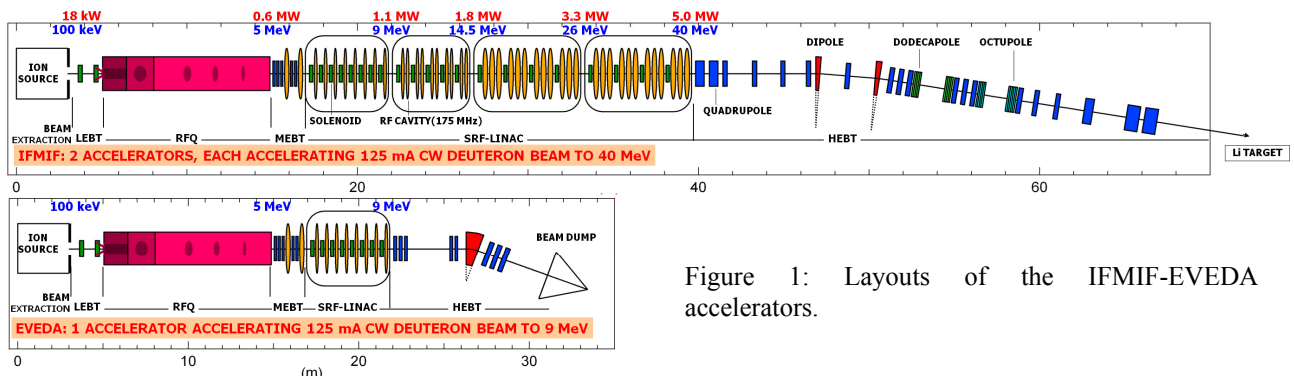 18 kW 0.6 MW 1.1 MW 1.8 MW 3.3 MW 5.0 MW
100 keV 5 MeV 9 MeV 14.5 MeV 26 MeV 40 MeV
ION
SOURCE
DIPOLE
DODECAPOLE
OCTUPOLE
QUADRUPOLE
SOLENOID
RF CAVITY(175 MHz)
BEAM
EXTRACTION LEBT RFQ MEBT SRF-LINAC HEBT
Li TARGET
IFMIF: 2 ACCELERATORS, EACH ACCELERATING 125 mA CW DEUTERON BEAM TO 40 MeV
0 20 40 60
100 keV 5 MeV 9 MeV
ION
SOURCE
BEAM DUMP
BEAM
EXTRACTION LEBT RFQ MEBT SRF-LINAC HEBT
EVEDA: 1 ACCELERATOR ACCELERATING 125 mA CW DEUTERON BEAM TO 9 MeV
0 10 20 30
(m)
Figure 1: Layouts of the IFMIF-EVEDA
accelerators.